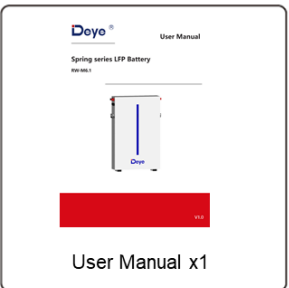 Deye ®
User Manual
Spring series LFP Battery
RW-M6.1
Deye
V1.0
User Manual x1